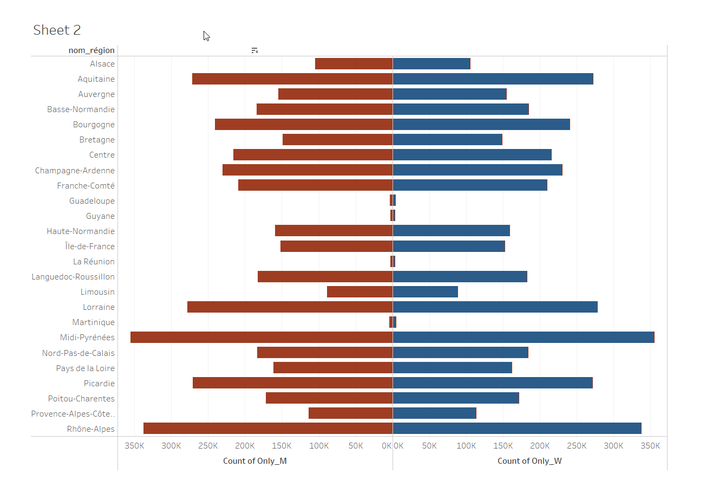 Sheet 2
nom_région
Alsace
Aquitaine
Auvergne
Basse-Normandie
Bourgogne
Bretagne
Centre
Champagne-Ardenne
Franche-Comté
Guadeloupe
Guyane
Haute-Normandie
Île-de-France
La Réunion
Languedoc-Roussillon
Limousin
Lorraine
Martinique
Midi-Pyrénées
Nord-Pas-de-Calais
Pays de la Loire
Picardie
Poitou-Charentes
Provence-Alpes-Côte..
Rhône-Alpes
350K 300K 250K 200K 150K 100K 50K 0K 0K 50K 100K 150K 200K 250K 300K 350K
Count of Only_M Count of Only_W